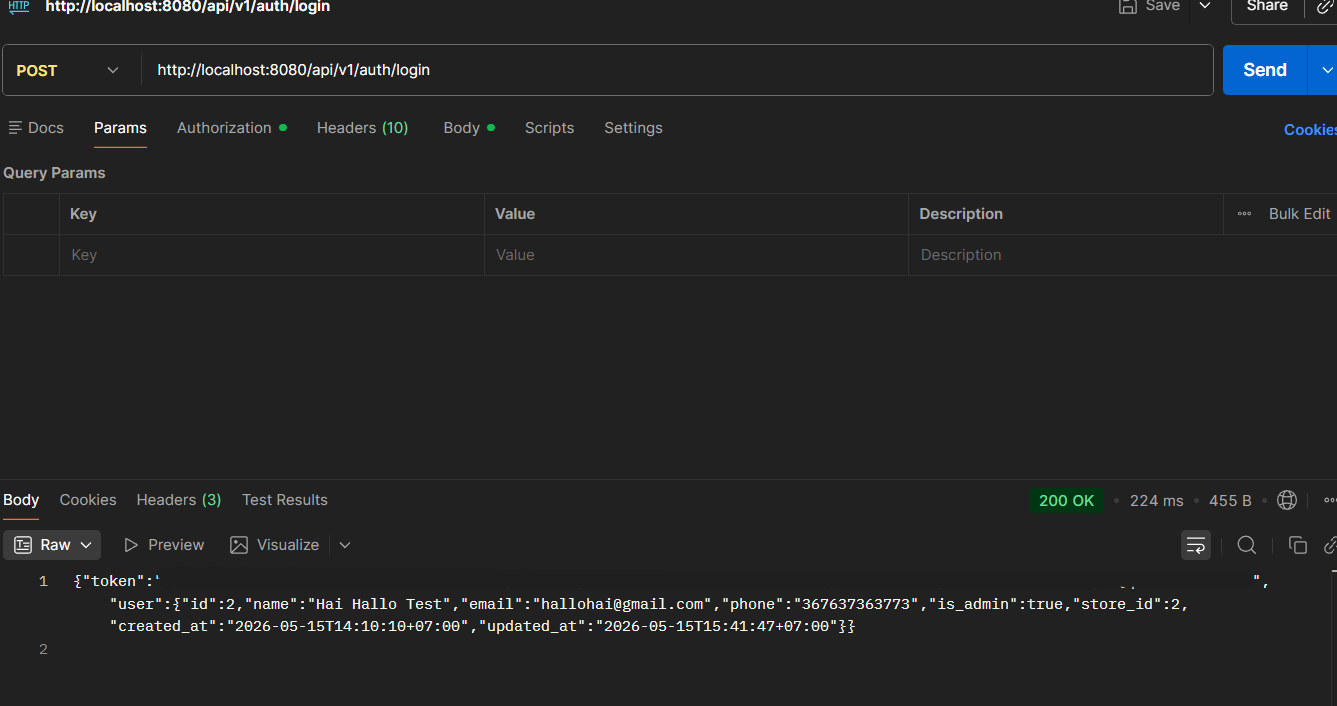 HTTP http://localhost:8080/api/v1/auth/login Save Share
POST http://localhost:8080/api/v1/auth/login Send
Docs Params Authorization Headers (10) Body Scripts Settings Cookies
Query Params
Key Value Description Bulk Edit
Key Value Description
Body Cookies Headers (3) Test Results 200 OK • 224 ms • 455 B
Raw Preview Visualize
1 {"token":" ",
"user":{"id":2,"name":"Hai Hallo Test","email":"hallohai@gmail.com","phone":"367637363773","is_admin":true,"store_id":2,
"created_at":"2026-05-15T14:10:10+07:00","updated_at":"2026-05-15T15:41:47+07:00"}}
2